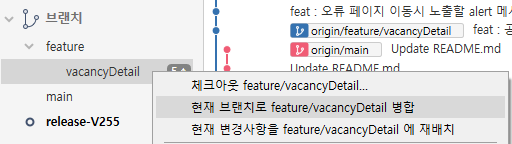 브랜치
feature
vacancyDetail
main
release-V255
feat : 오류 페이지 이동시 노출할 alert 메
origin/feature/vacancyDetail feat : 공
origin/main Update README.md
Update README.md
체크아웃 feature/vacancyDetail...
현재 브랜치로 feature/vacancyDetail 병합
현재 변경사항을 feature/vacancyDetail 에 재배치